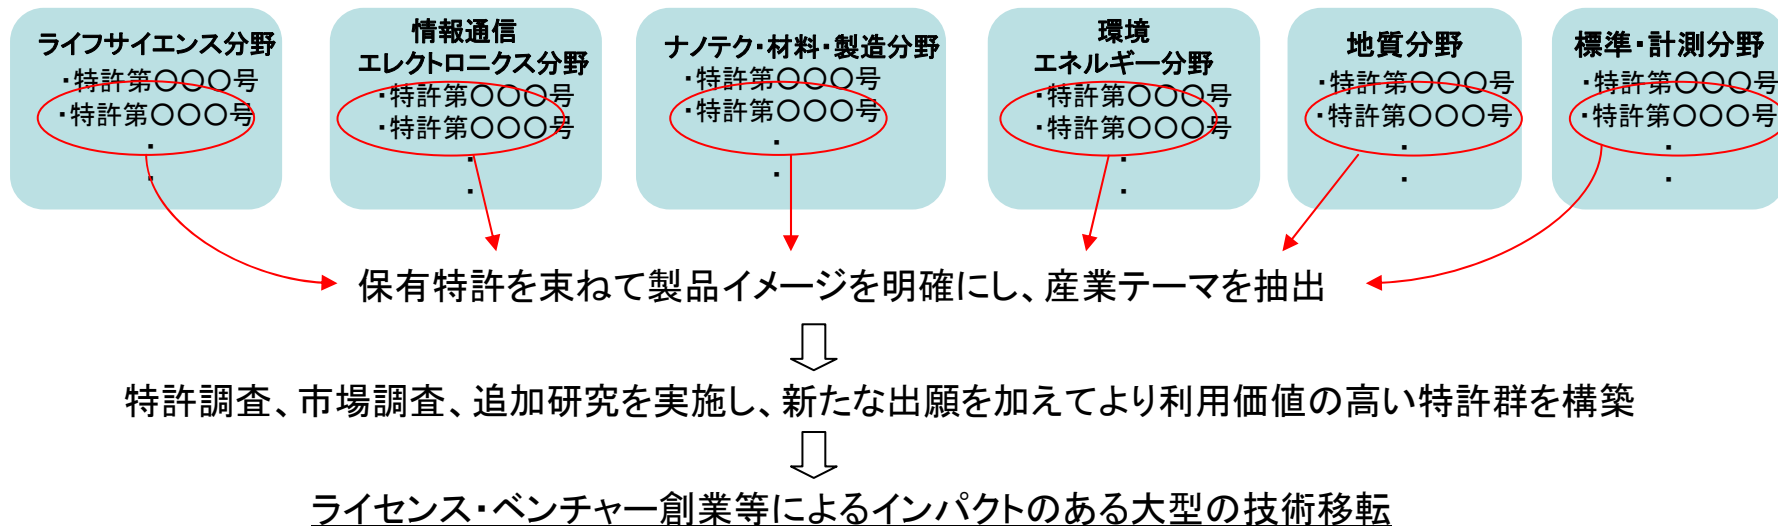 ライフサイエンス分野
・特許第〇〇〇号
・特許第〇〇〇号
・
・
情報通信
エレクトロニクス分野
・特許第〇〇〇号
・特許第〇〇〇号
・
・
ナノテク・材料・製造分野
・特許第〇〇〇号
・特許第〇〇〇号
・
・
環境
エネルギー分野
・特許第〇〇〇号
・特許第〇〇〇号
・
・
地質分野
・特許第〇〇〇号
・特許第〇〇〇号
・
・
標準・計測分野
・特許第〇〇〇号
・特許第〇〇〇号
・
・
保有特許を束ねて製品イメージを明確にし、産業テーマを抽出
特許調査、市場調査、追加研究を実施し、新たな出願を加えてより利用価値の高い特許群を構築
ライセンス・ベンチャー創業等によるインパクトのある大型の技術移転